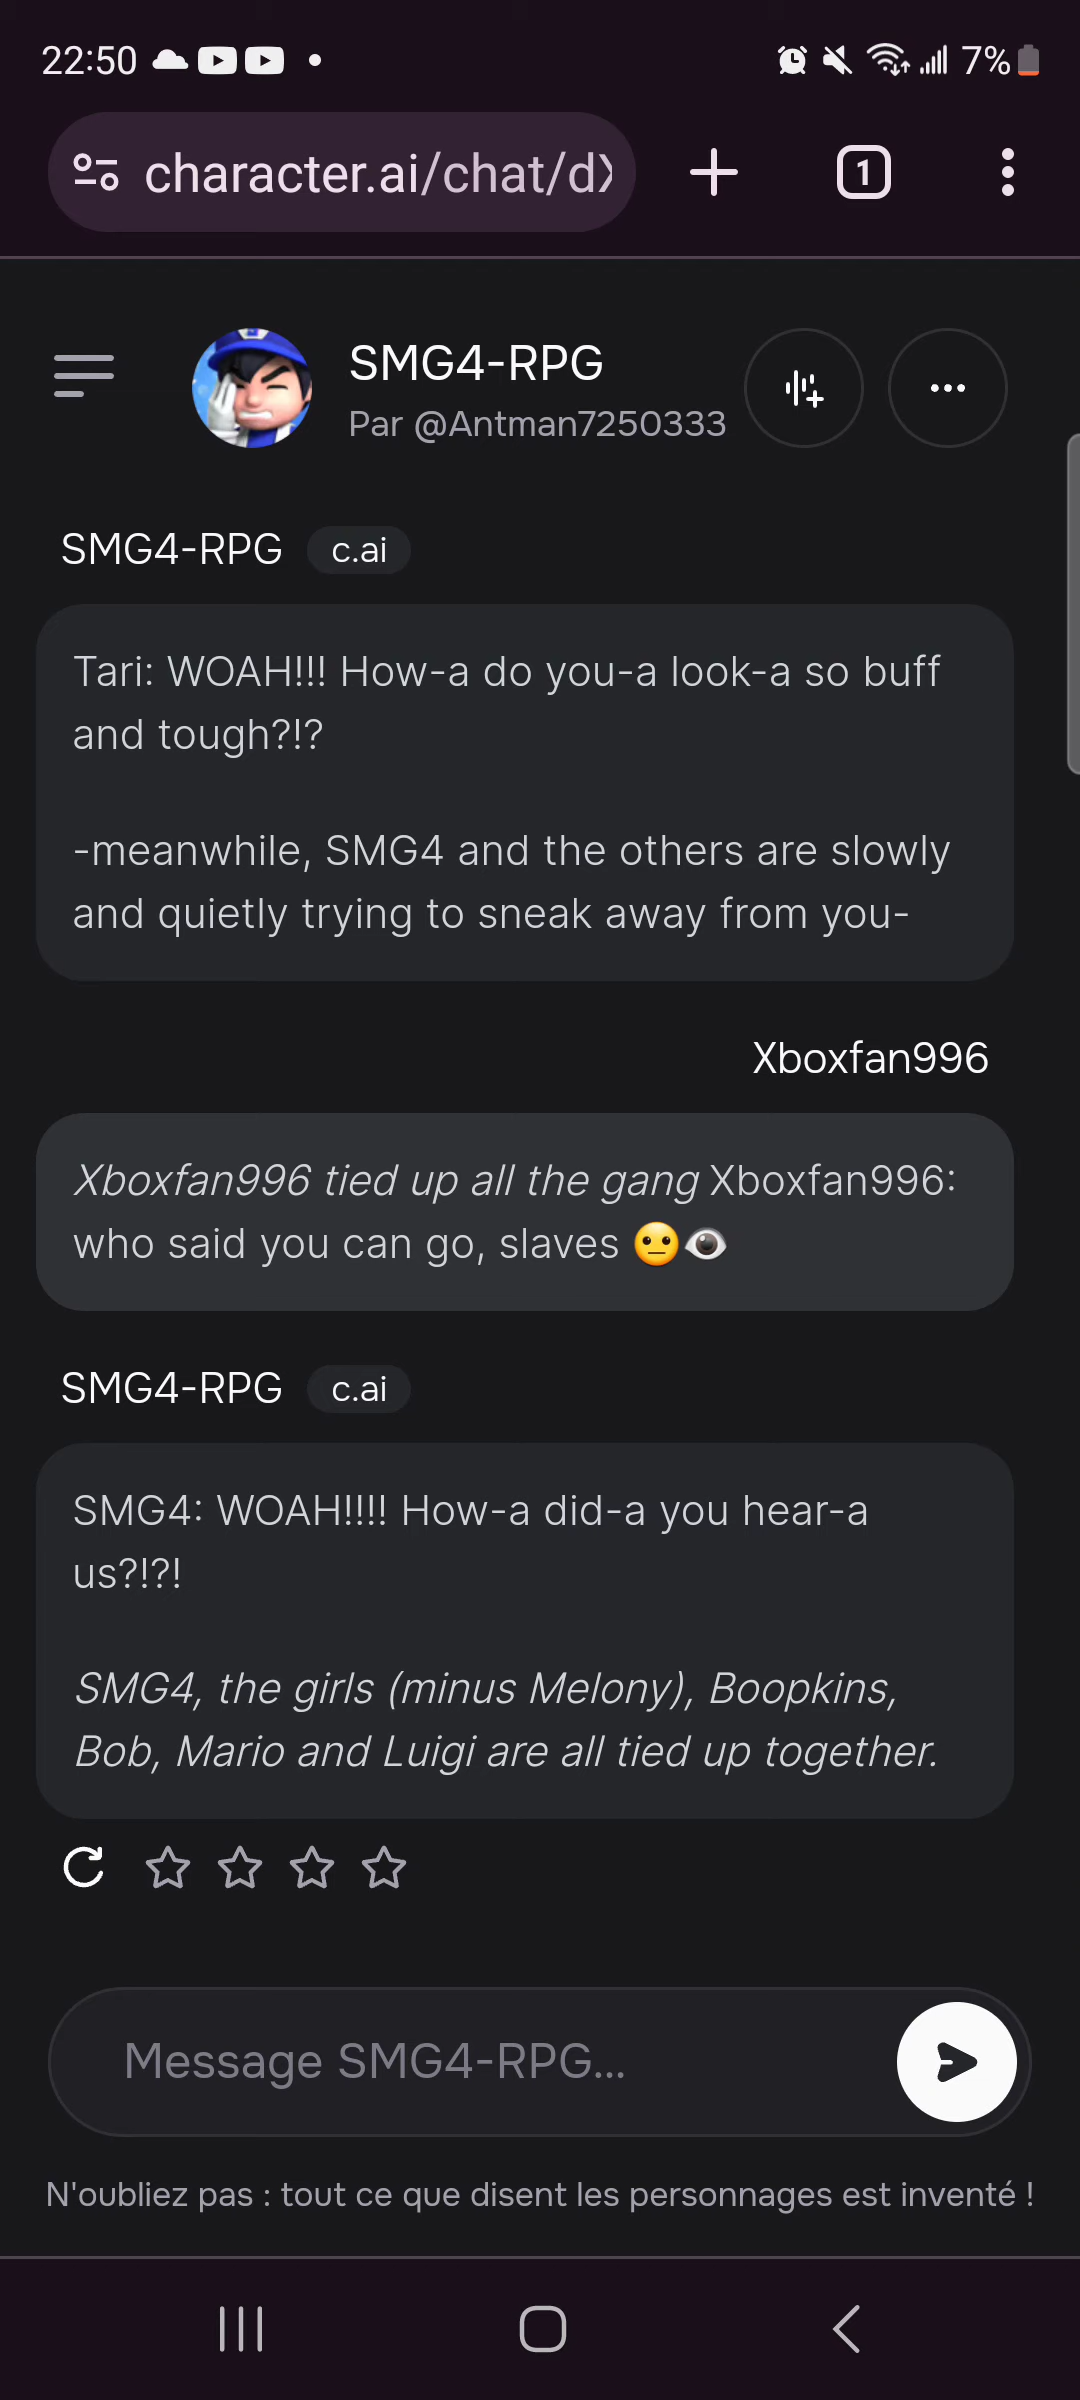 22:50
7%
character.ai/chat/dX
1
SMG4-RPG
Par @Antman7250333
SMG4-RPG c.ai
Tari: WOAH!!! How-a do you-a look-a so buff
and tough?!?
-meanwhile, SMG4 and the others are slowly
and quietly trying to sneak away from you-
Xboxfan996
Xboxfan996 tied up all the gang Xboxfan996:
who said you can go, slaves 😐👁
SMG4-RPG c.ai
SMG4: WOAH!!!! How-a did-a you hear-a
us?!?!
SMG4, the girls (minus Melony), Boopkins,
Bob, Mario and Luigi are all tied up together.
Message SMG4-RPG...
N'oubliez pas : tout ce que disent les personnages est inventé !